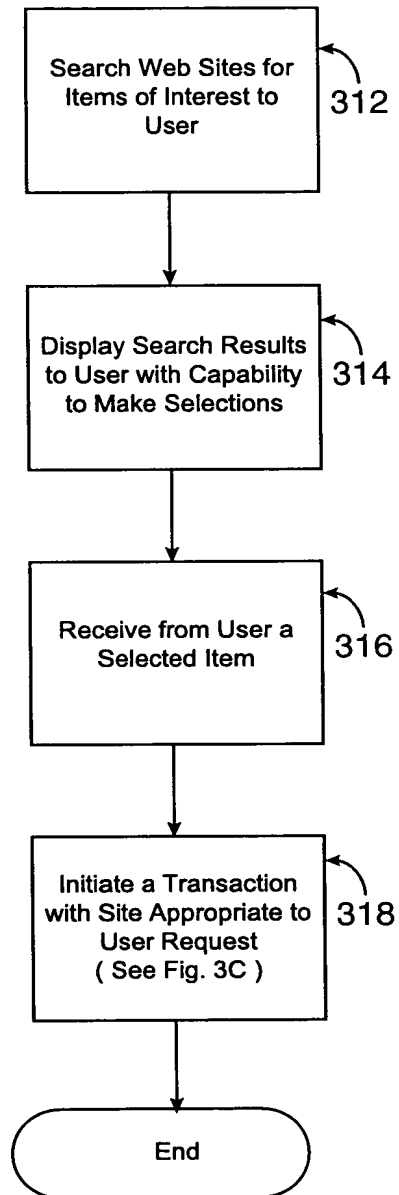 Search Web Sites for
Items of Interest to
User
312
Display Search Results
to User with Capability
to Make Selections
314
Receive from User a
Selected Item
316
Initiate a Transaction
with Site Appropriate to
User Request
( See Fig. 3C )
318
End